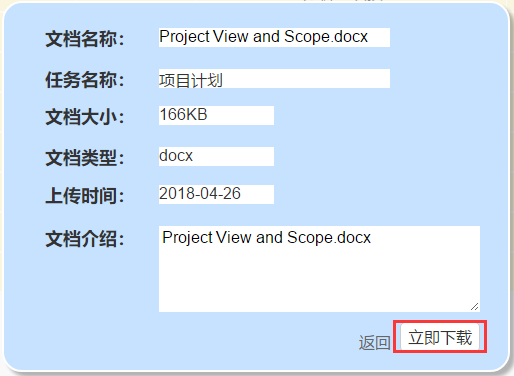 文档名称： Project View and Scope.docx
任务名称： 项目计划
文档大小： 166KB
文档类型： docx
上传时间： 2018-04-26
文档介绍： Project View and Scope.docx
返回 立即下载